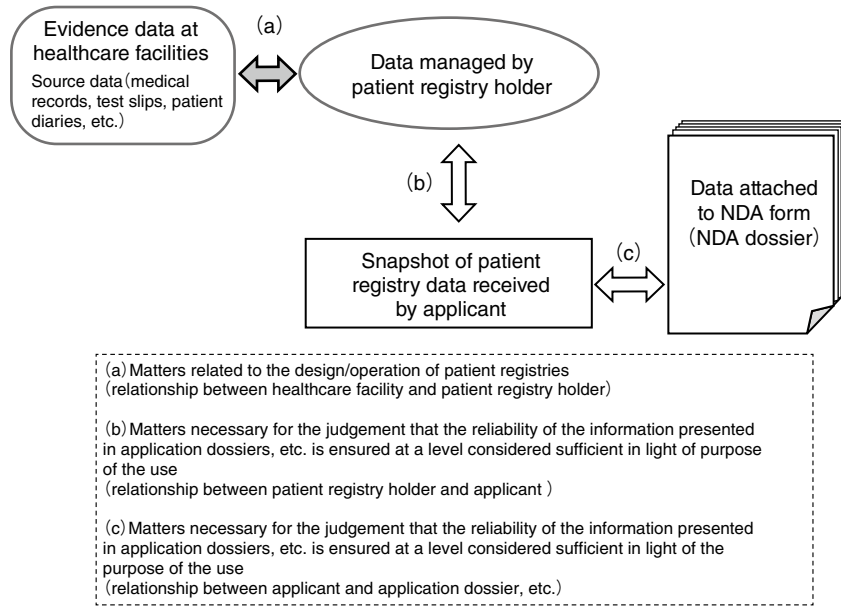 Evidence data at
healthcare facilities
Source data(medical
records, test slips, patient
diaries, etc.)
(a)
Data managed by
patient registry holder
(b)
Snapshot of patient
registry data received
by applicant
(c)
Data attached
to NDA form
(NDA dossier)
(a) Matters related to the design/operation of patient registries
(relationship between healthcare facility and patient registry holder)
(b) Matters necessary for the judgement that the reliability of the information presented
in application dossiers, etc. is ensured at a level considered sufficient in light of purpose
of the use
(relationship between patient registry holder and applicant )
(c) Matters necessary for the judgement that the reliability of the information presented
in application dossiers, etc. is ensured at a level considered sufficient in light of the
purpose of the use
(relationship between applicant and application dossier, etc.)